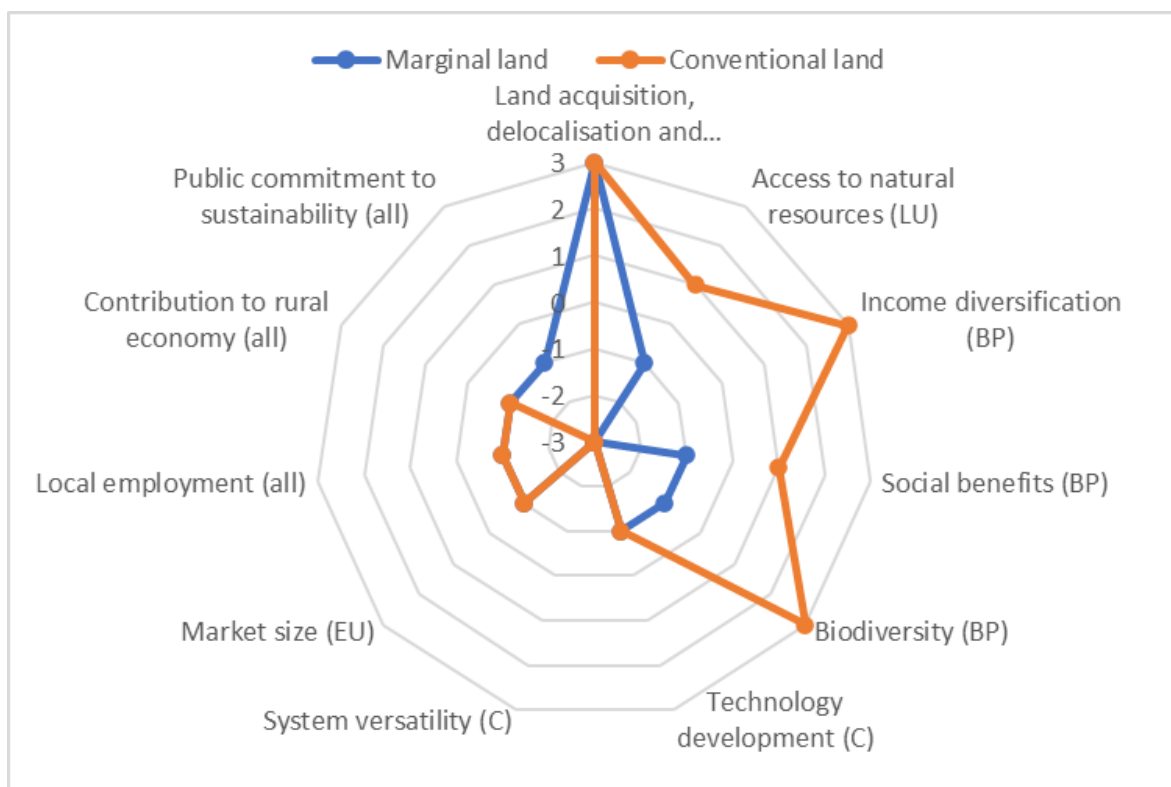 Marginal land
Conventional land
Land acquisition,
delocalisation and...
Access to natural
resources (LU)
Income diversification
(BP)
Social benefits (BP)
Biodiversity (BP)
Technology
development (C)
System versatility (C)
Market size (EU)
Local employment (all)
Contribution to rural
economy (all)
Public commitment to
sustainability (all)
3
2
1
0
-1
-2
-3